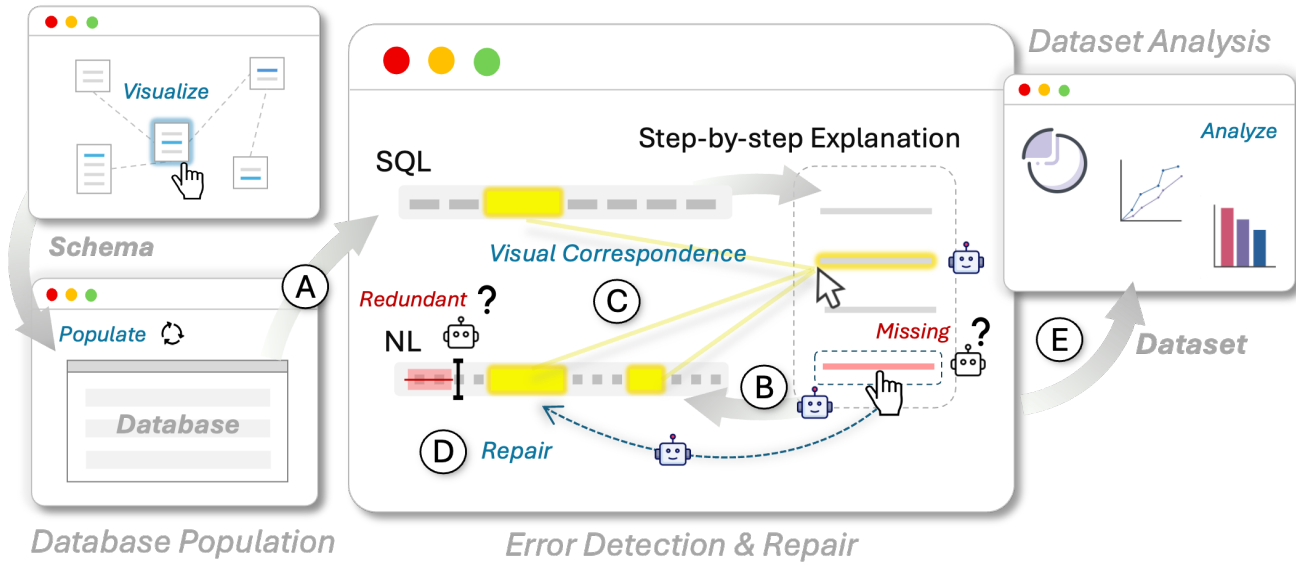 Visualize
Schema
Populate
Database
Database Population
A
SQL
Step-by-step Explanation
Visual Correspondence
C
Redundant ?
NL
Missing ?
B
D
Repair
Error Detection & Repair
Dataset Analysis
Analyze
E
Dataset